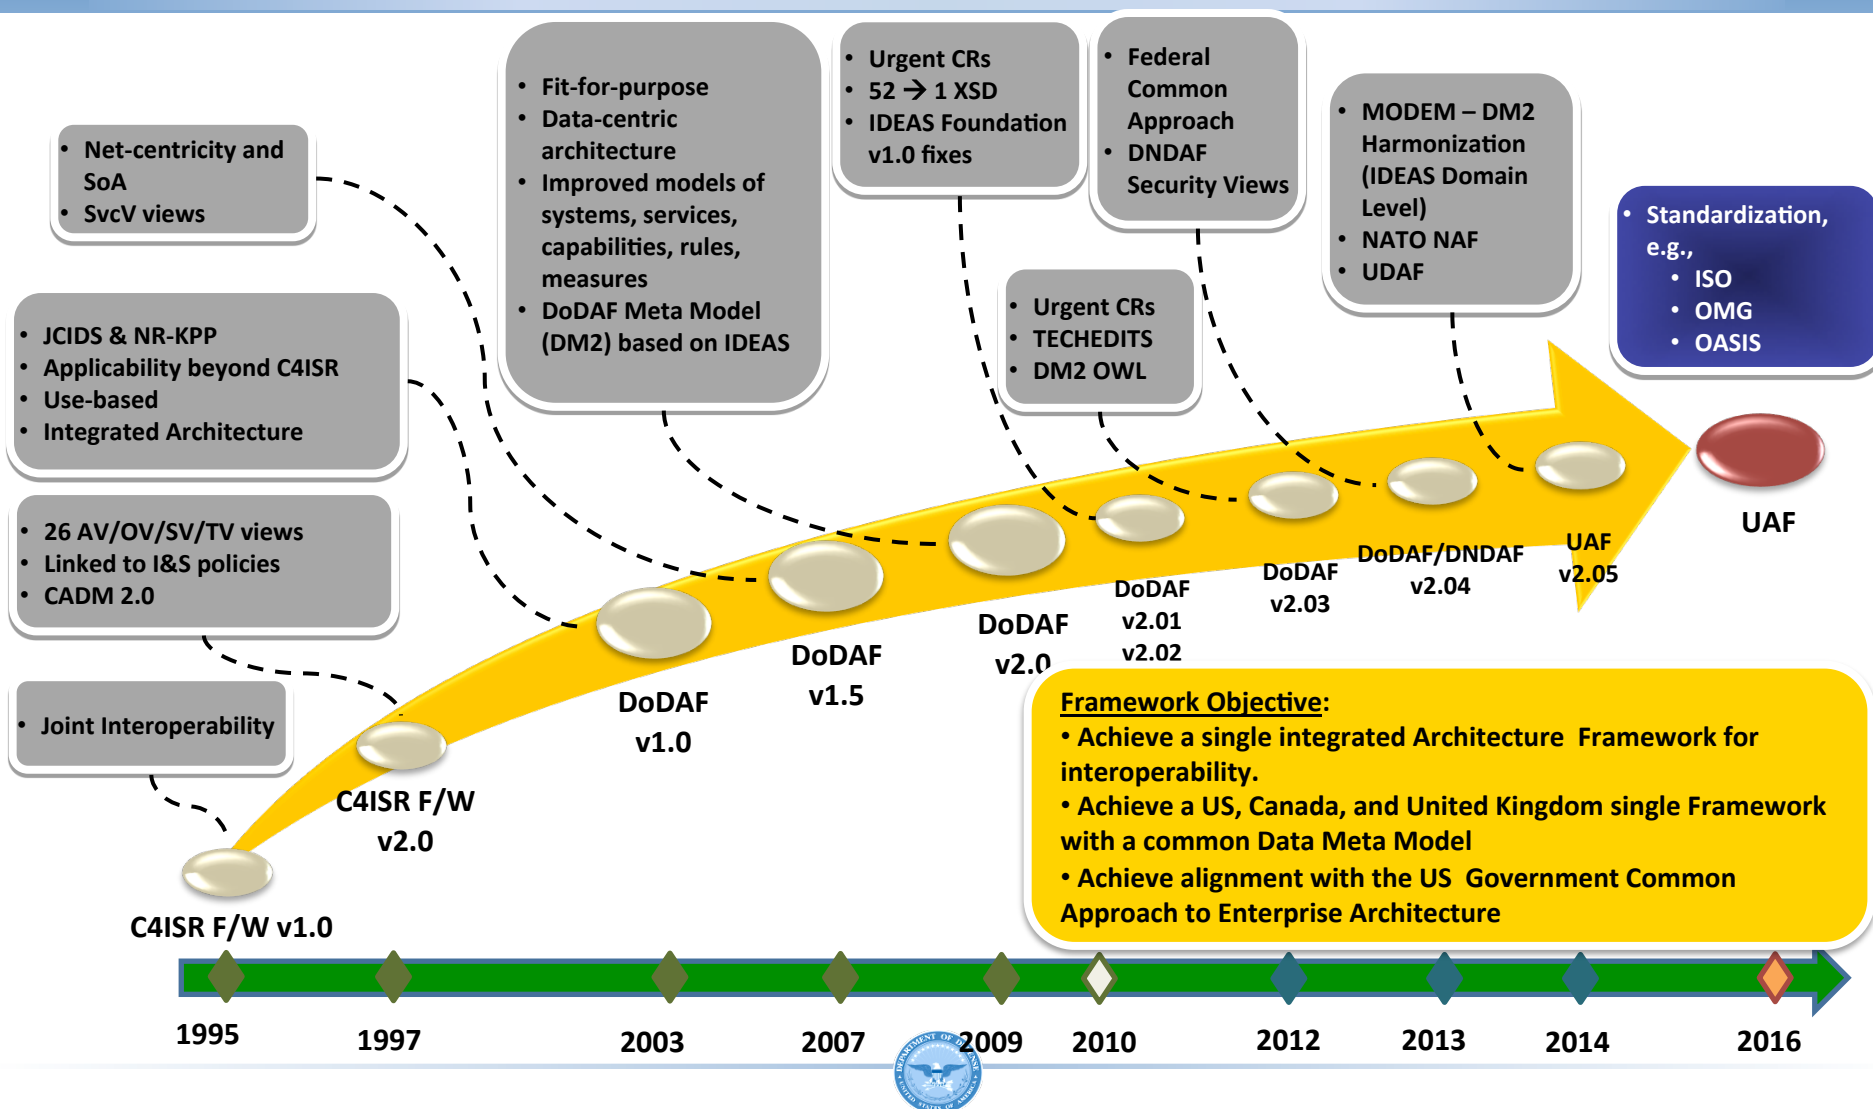 • Net-centricity and
SoA
• SvcV views
• JCIDS & NR-KPP
• Applicability beyond C4ISR
• Use-based
• Integrated Architecture
• 26 AV/OV/SV/TV views
• Linked to I&S policies
• CADM 2.0
• Joint Interoperability
• Fit-for-purpose
• Data-centric
architecture
• Improved models of
systems, services,
capabilities, rules,
measures
• DoDAF Meta Model
(DM2) based on IDEAS
• Urgent CRs
• 52 → 1 XSD
• IDEAS Foundation
v1.0 fixes
• Urgent CRs
• TECHEDITS
• DM2 OWL
• Federal
Common
Approach
• DNDAF
Security Views
• MODEM – DM2
Harmonization
(IDEAS Domain
Level)
• NATO NAF
• UDAF
• Standardization,
e.g.,
• ISO
• OMG
• OASIS
C4ISR F/W v1.0
C4ISR F/W
v2.0
DoDAF
v1.0
DoDAF
v1.5
DoDAF
v2.0
DoDAF
v2.01
v2.02
DoDAF
v2.03
DoDAF/DNDAF
v2.04
UAF
v2.05
UAF
Framework Objective:
• Achieve a single integrated Architecture Framework for
interoperability.
• Achieve a US, Canada, and United Kingdom single Framework
with a common Data Meta Model
• Achieve alignment with the US Government Common
Approach to Enterprise Architecture
1995
1997
2003
2007
2009
2010
2012
2013
2014
2016
DEPARTMENT OF DEFENSE
UNITED STATES OF AMERICA